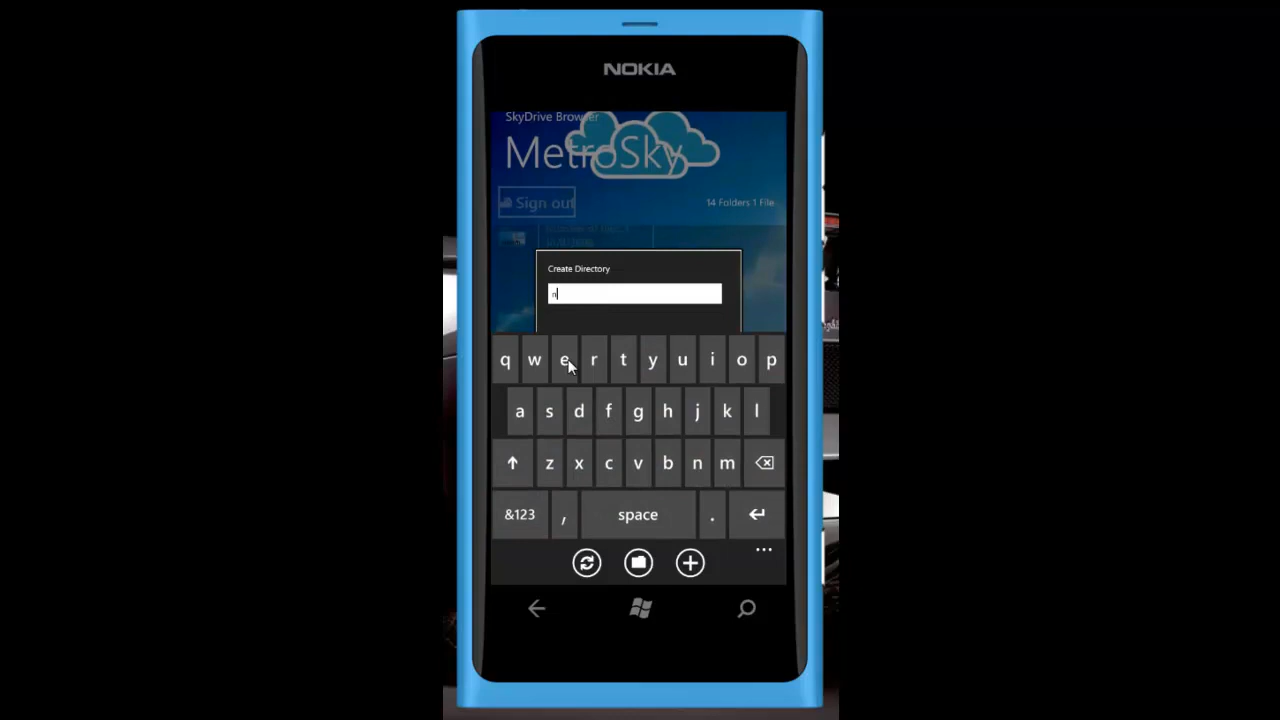 NOKIA
SkyDrive Browser
MetroSky
Sign out
14 Folders 1 File
Create Directory
n
q w e r t y u i o p
a s d f g h j k l
z x c v b n m
&123 , space .